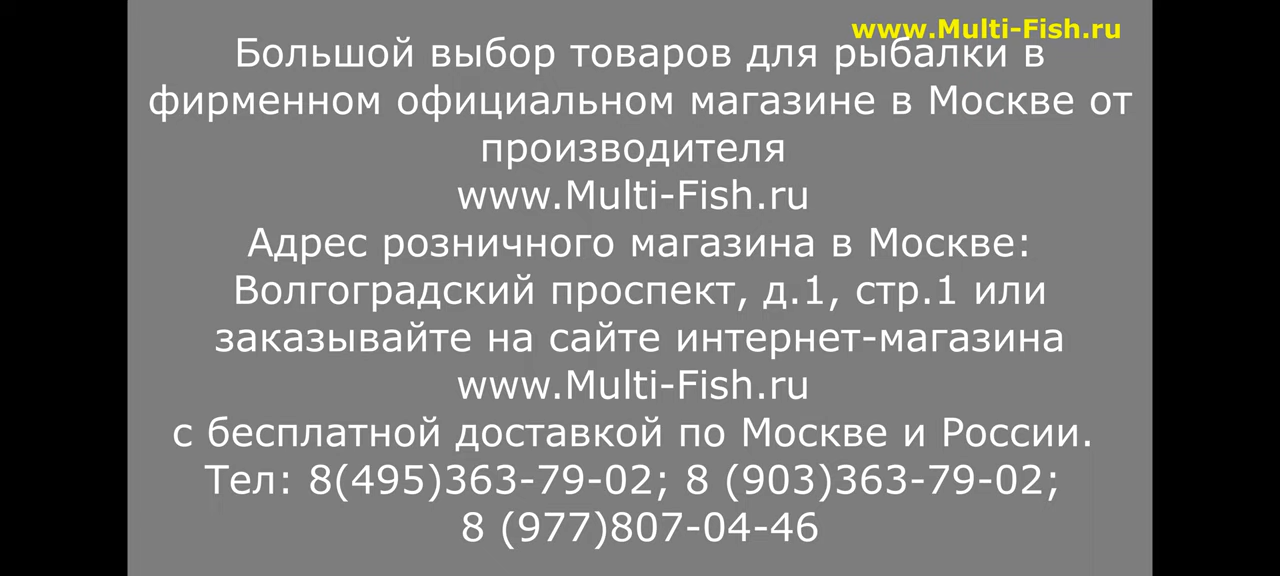 www.Multi-Fish.ru
Большой выбор товаров для рыбалки в
фирменном официальном магазине в Москве от
производителя
www.Multi-Fish.ru
Адрес розничного магазина в Москве:
Волгоградский проспект, д.1, стр.1 или
заказывайте на сайте интернет-магазина
www.Multi-Fish.ru
с бесплатной доставкой по Москве и России.
Тел: 8(495)363-79-02; 8 (903)363-79-02;
8 (977)807-04-46